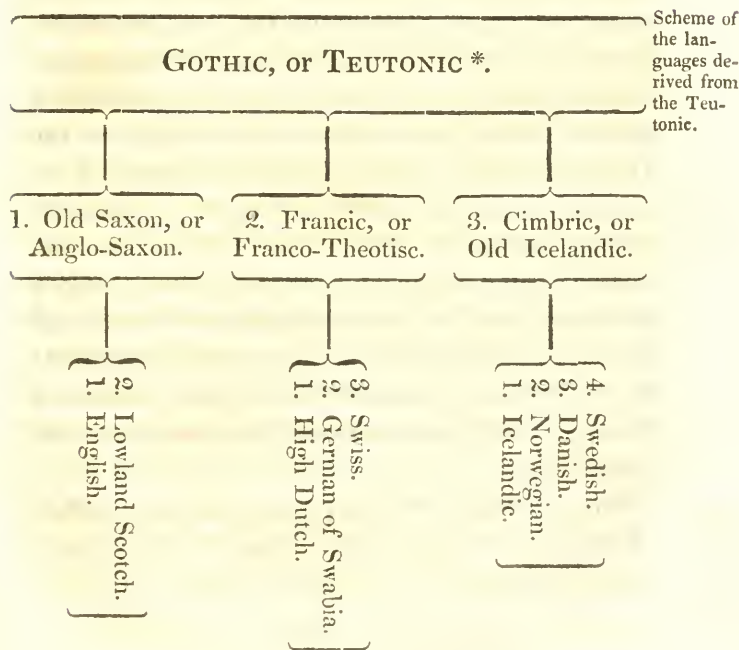 GOTHIC, or TEUTONIC *.
Scheme of
the lan-
guages de-
rived from
the Teu-
tonic.
1. Old Saxon, or
Anglo-Saxon.
2. Francic, or
Franco-Theotisc.
3. Cimbric, or
Old Icelandic.
1. English.
2. Lowland Scotch.
1. High Dutch.
2. German of Swabia.
3. Swiss.
1. Icelandic.
2. Norwegian.
3. Danish.
4. Swedish.